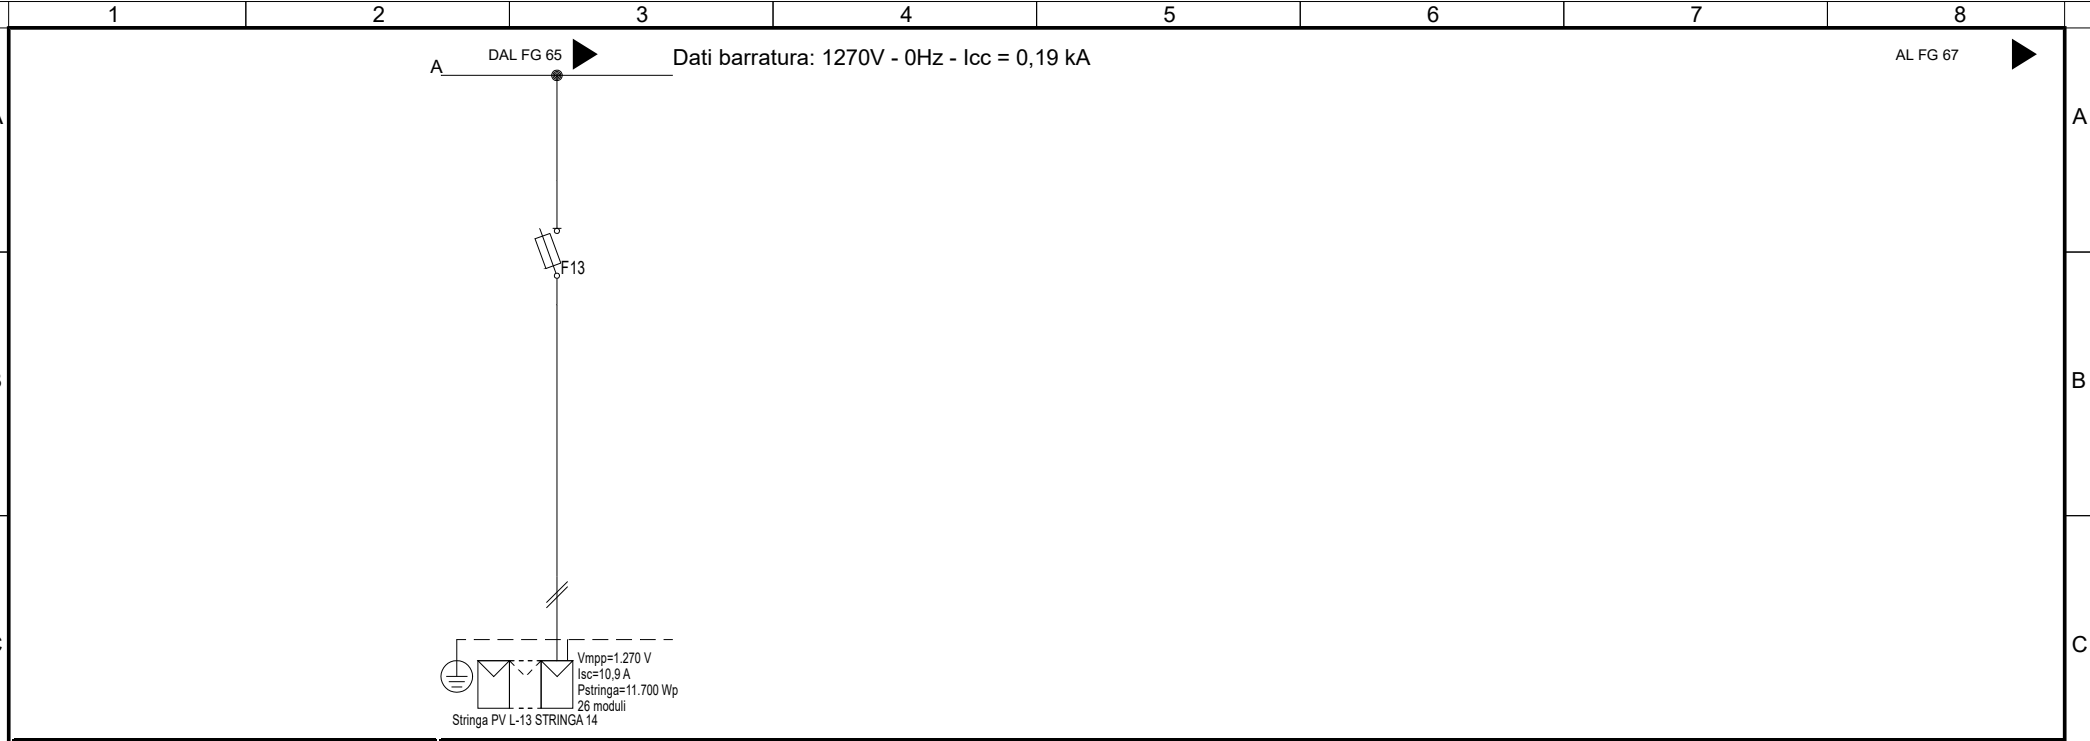 1 2 3 4 5 6 7 8
DAL FG 65
Dati barratura: 1270V - 0Hz - Icc = 0,19 kA
AL FG 67
A
A
F13
B
C
Vmpp=1.270 V
Isc=10,9 A
Pstringa=11.700 Wp
26 moduli
Stringa PV L-13 STRINGA 14